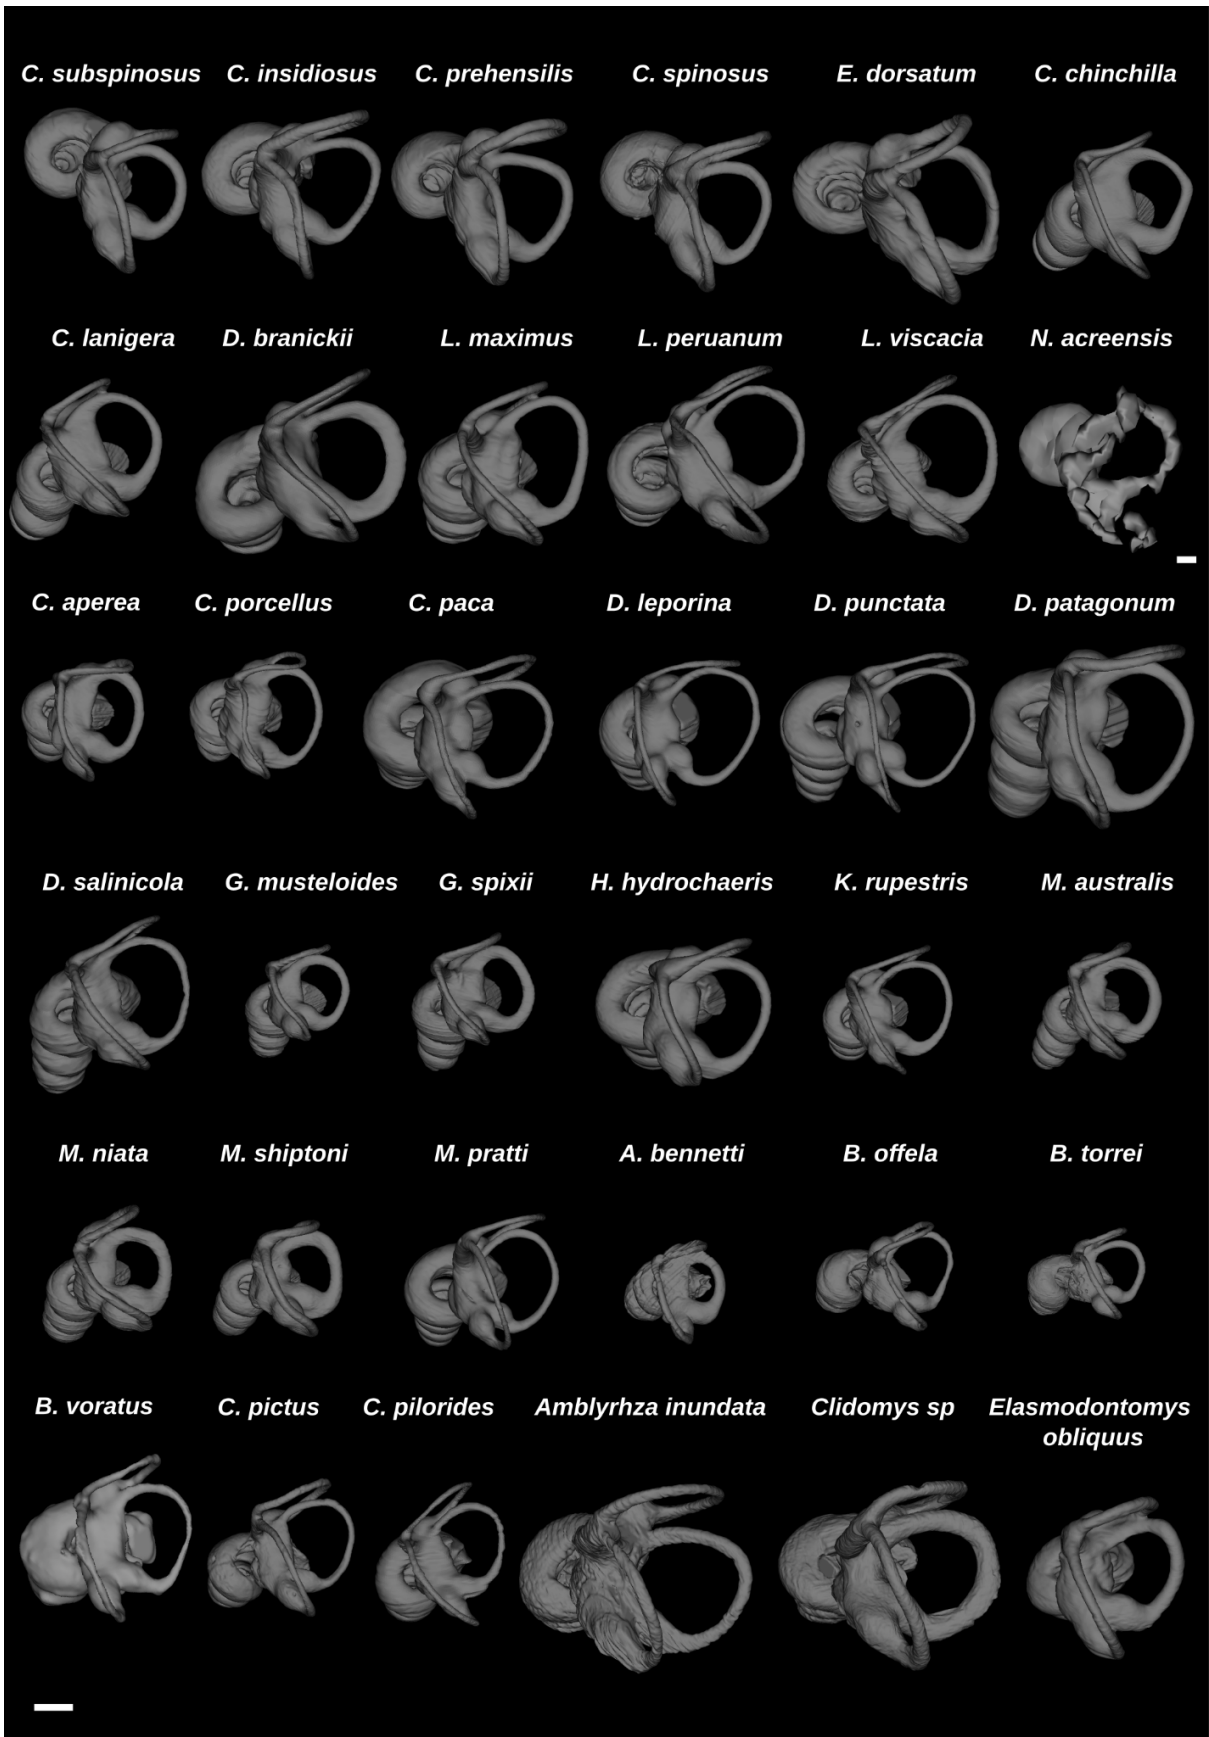 C. subspinosus C. insidiosus C. prehensilis C. spinosus E. dorsatum C. chinchilla
C. lanigera D. branickii L. maximus L. peruanum L. viscacia N. acreensis
C. aperea C. porcellus C. paca D. leporina D. punctata D. patagonum
D. salinicola G. musteloides G. spixii H. hydrochaeris K. rupestris M. australis
M. niata M. shiptoni M. pratti A. bennetti B. offela B. torrei
B. voratus C. pictus C. pilorides Amblyrhza inundata Clidomys sp Elasmodontomys
obliquus